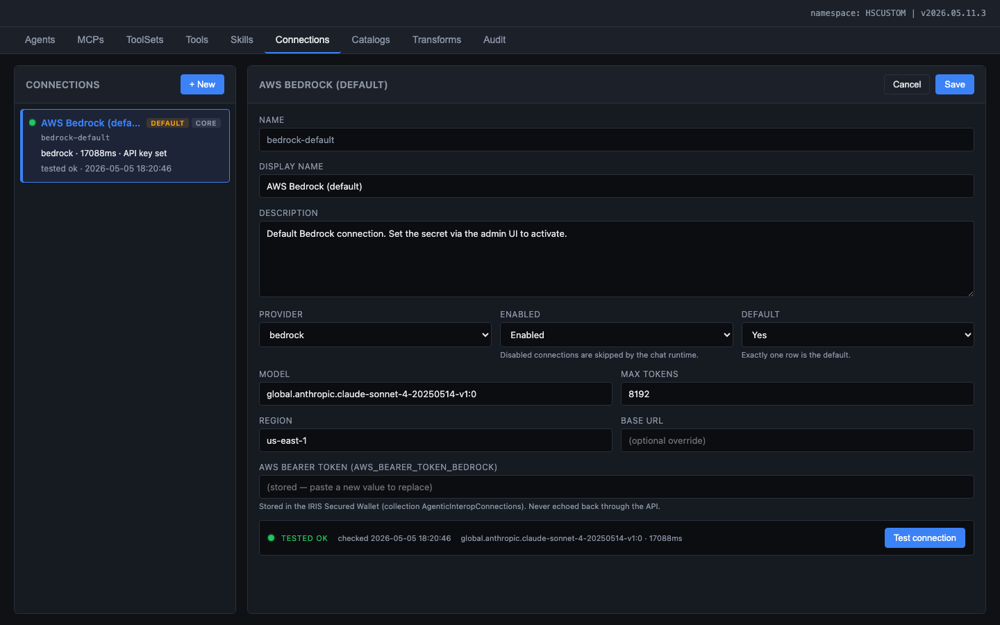 namespace: HSCUSTOM | v2026.05.11.3
Agents MCPs ToolSets Tools Skills Connections Catalogs Transforms Audit
CONNECTIONS
+ New
AWS Bedrock (defa... DEFAULT CORE
bedrock-default
bedrock · 17088ms · API key set
tested ok · 2026-05-05 18:20:46
AWS BEDROCK (DEFAULT)
Cancel Save
NAME
bedrock-default
DISPLAY NAME
AWS Bedrock (default)
DESCRIPTION
Default Bedrock connection. Set the secret via the admin UI to activate.
PROVIDER ENABLED DEFAULT
bedrock Enabled Yes
Disabled connections are skipped by the chat runtime. Exactly one row is the default.
MODEL MAX TOKENS
global.anthropic.claude-sonnet-4-20250514-v1:0 8192
REGION BASE URL
us-east-1 (optional override)
AWS BEARER TOKEN (AWS_BEARER_TOKEN_BEDROCK)
(stored — paste a new value to replace)
Stored in the IRIS Secured Wallet (collection AgenticInteropConnections). Never echoed back through the API.
TESTED OK checked 2026-05-05 18:20:46 global.anthropic.claude-sonnet-4-20250514-v1:0 · 17088ms Test connection